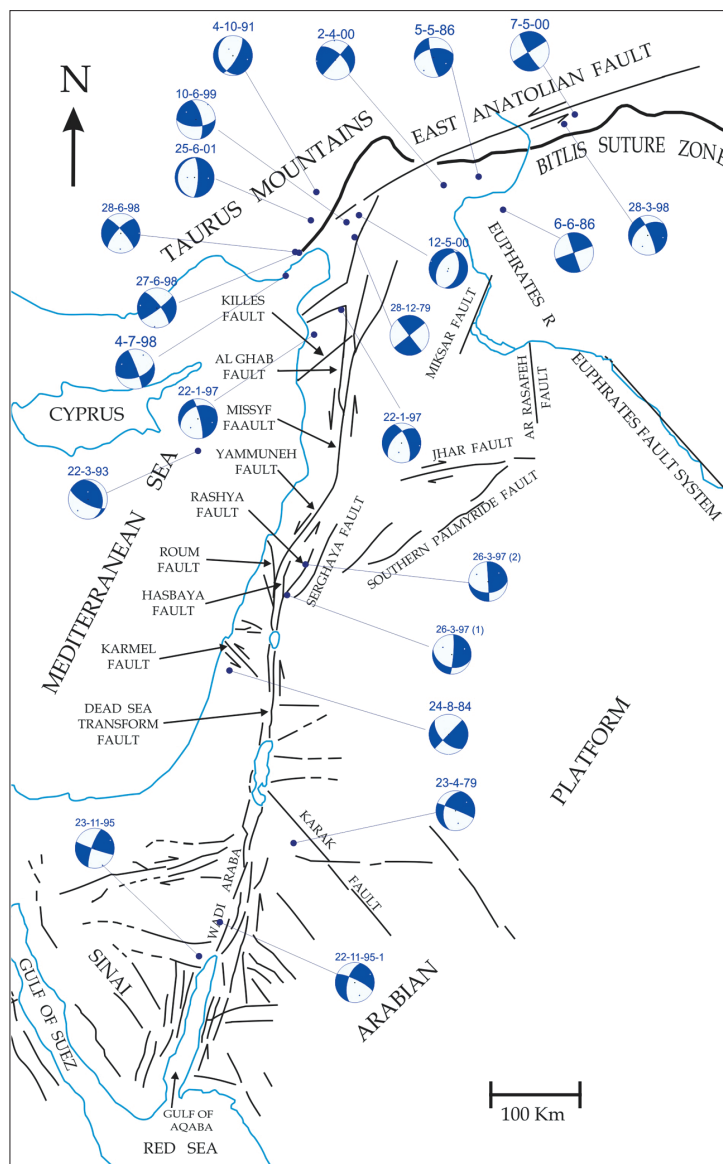 4-10-91
2-4-00
5-5-86
7-5-00
N
10-6-99
EAST ANATOLIAN FAULT
TAURUS MOUNTAINS
BITLIS SUTURE ZONE
25-6-01
28-6-98
12-5-00
6-6-86
28-3-98
27-6-98
KILLES
FAULT
28-12-79
EUPHRATES R
MIKSAR FAULT
4-7-98
AL GHAB
FAULT
AR RASAFEH
FAULT
EUPHRATES FAULT SYSTEM
22-1-97
CYPRUS
MISSYF
FAAULT
22-1-97
JHAR FAULT
22-3-93
YAMMUNEH
FAULT
MEDITERRANEAN SEA
RASHYA
FAULT
SERGHAYA FAULT
SOUTHERN PALMYRIDE FAULT
ROUM
FAULT
26-3-97 (2)
HASBAYA
FAULT
26-3-97 (1)
KARMEL
FAULT
DEAD SEA
TRANSFORM
FAULT
24-8-84
PLATFORM
23-4-79
23-11-95
KARAK
FAULT
WADI ARABA
SINAI
22-11-95-1
ARABIAN
GULF OF SUEZ
100 Km
GULF OF
AQABA
RED SEA